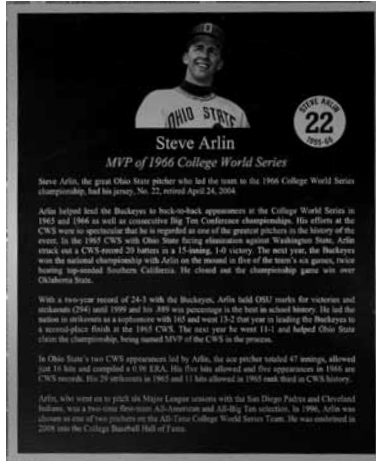 OHIO STATE
STEVE ARLIN
22
1965-66
Steve Arlin
MVP of 1966 College World Series
Steve Arlin, the great Ohio State pitcher who led the team to the 1966 College World Series
championship, had his jersey, No. 22, retired April 24, 2004
Arlin helped lead the Buckeyes to back-to-back appearances at the College World Series in
1965 and 1966 as well as consecutive Big Ten Conference championships. His efforts at the
CWS were so spectacular that he is regarded as one of the greatest pitchers in the history of the
event. In the 1965 CWS with Ohio State facing elimination against Washington State, Arlin
struck out a CWS-record 20 batters in a 15-inning, 1-0 victory. The next year, the Buckeyes
won the national championship with Arlin on the mound in five of the team's six games, twice
beating top-seeded Southern California. He closed out the championship game win over
Oklahoma State.
With a two-year record of 24-3 with the Buckeyes, Arlin held OSU marks for victories and
strikeouts (294) until 1999 and his .889 win percentage is the best in school history. He led the
nation in strikeouts as a sophomore with 165 and went 13-2 that year in leading the Buckeyes to
a second-place finish at the 1965 CWS. The next year he went 11-1 and helped Ohio State
claim the championship, being named MVP of the CWS in the process.
In Ohio State's two CWS appearances led by Arlin, the ace pitcher totaled 47 innings, allowed
just 16 hits and compiled a 0.96 ERA. His five hits allowed and five appearances in 1966 are
CWS records. His 29 strikeouts in 1965 and 11 hits allowed in 1965 rank third in CWS history.
Arlin, who went on to pitch six Major League seasons with the San Diego Padres and Cleveland
Indians, was a two-time first-team All-American and All-Big Ten selection. In 1996, Arlin was
chosen as one of two pitchers on the All-Time College World Series Team. He was enshrined in
2008 into the College Baseball Hall of Fame.